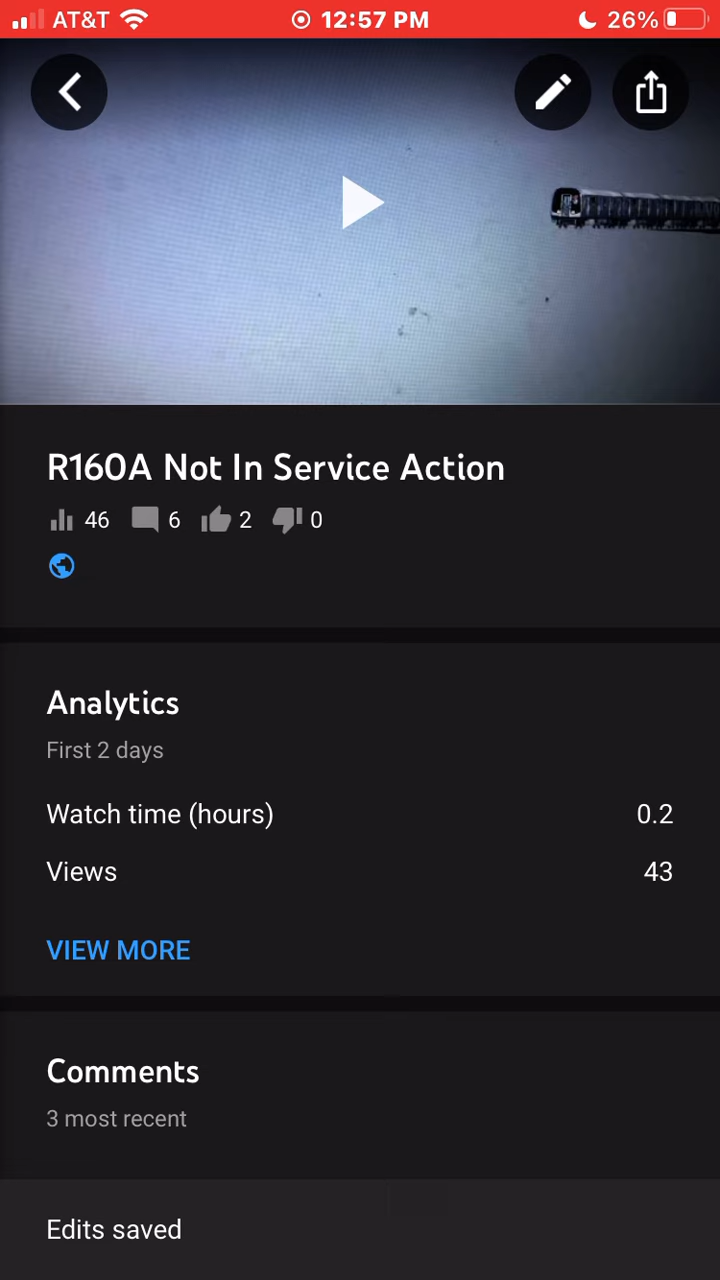 AT&T 12:57 PM 26%
R160A Not In Service Action
46 6 2 0
Analytics
First 2 days
Watch time (hours) 0.2
Views 43
VIEW MORE
Comments
3 most recent
Edits saved